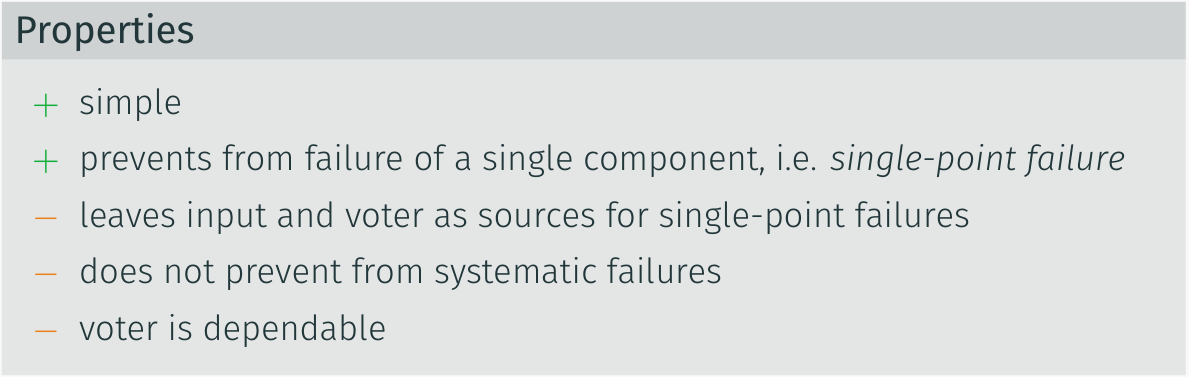 Properties
+ simple
+ prevents from failure of a single component, i.e. single-point failure
− leaves input and voter as sources for single-point failures
− does not prevent from systematic failures
− voter is dependable